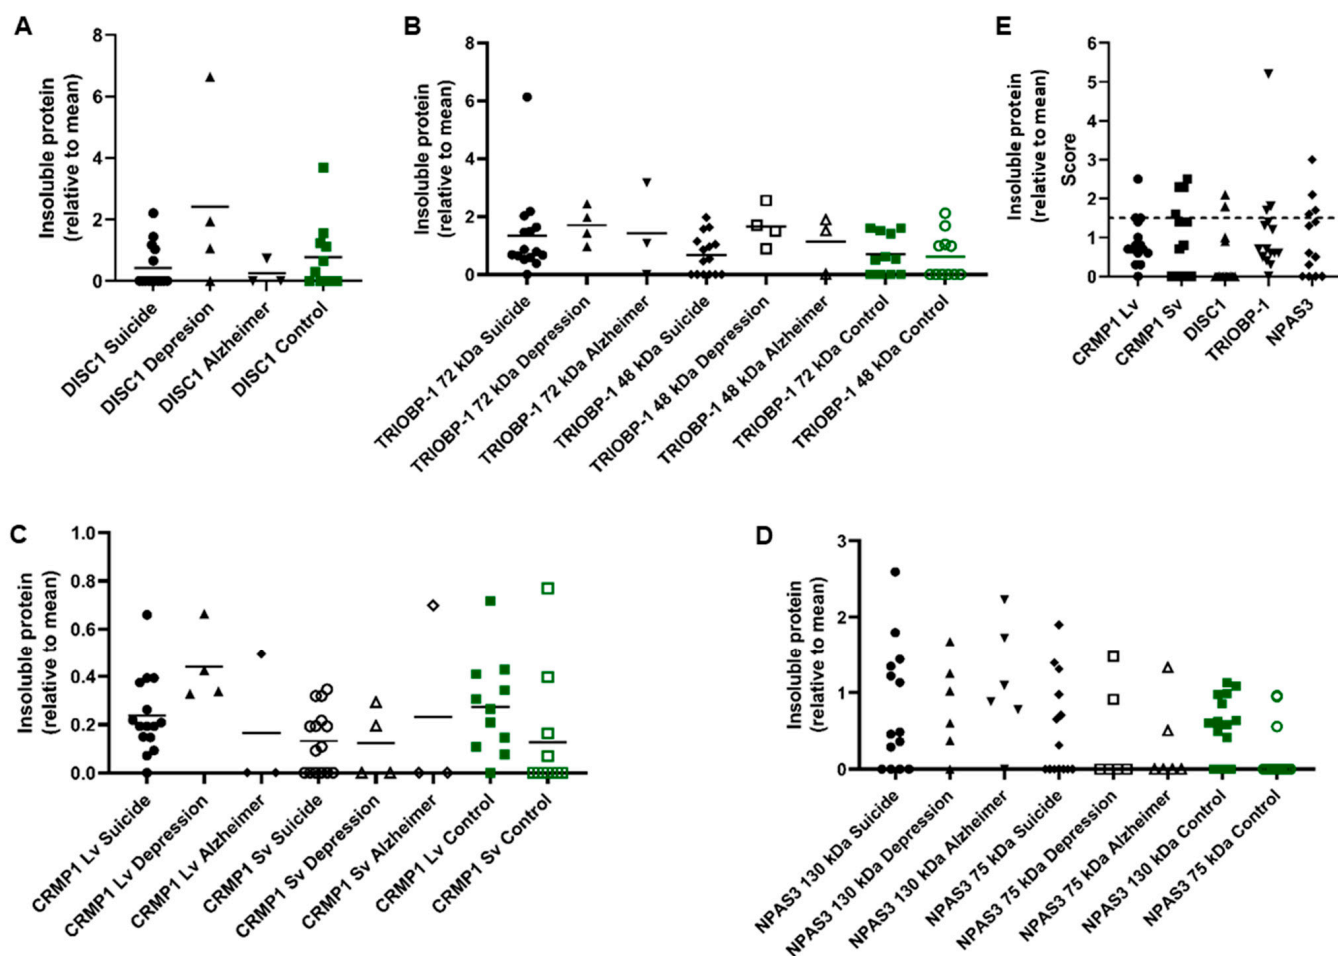 A
Insoluble protein
(relative to mean)
8
6
4
2
0
DISC1 Suicide
DISC1 Depresion
DISC1 Alzheimer
DISC1 Control
B
Insoluble protein
(relative to mean)
8
6
4
2
0
TRIOBP-1 72 kDa Suicide
TRIOBP-1 72 kDa Depression
TRIOBP-1 72 kDa Alzheimer
TRIOBP-1 48 kDa Suicide
TRIOBP-1 48 kDa Depression
TRIOBP-1 48 kDa Alzheimer
TRIOBP-1 72 kDa Control
TRIOBP-1 48 kDa Control
E
Insoluble protein
(relative to mean)
Score
6
5
4
3
2
1
0
CRMP1 Lv
CRMP1 Sv
DISC1
TRIOBP-1
NPAS3
C
Insoluble protein
(relative to mean)
1.0
0.8
0.6
0.4
0.2
0.0
CRMP1 Lv Suicide
CRMP1 Lv Depression
CRMP1 Lv Alzheimer
CRMP1 Sv Suicide
CRMP1 Sv Depression
CRMP1 Sv Alzheimer
CRMP1 Lv Control
CRMP1 Sv Control
D
Insoluble protein
(relative to mean)
3
2
1
0
NPAS3 130 kDa Suicide
NPAS3 130 kDa Depression
NPAS3 130 kDa Alzheimer
NPAS3 75 kDa Suicide
NPAS3 75 kDa Depression
NPAS3 75 kDa Alzheimer
NPAS3 130 kDa Control
NPAS3 75 kDa Control